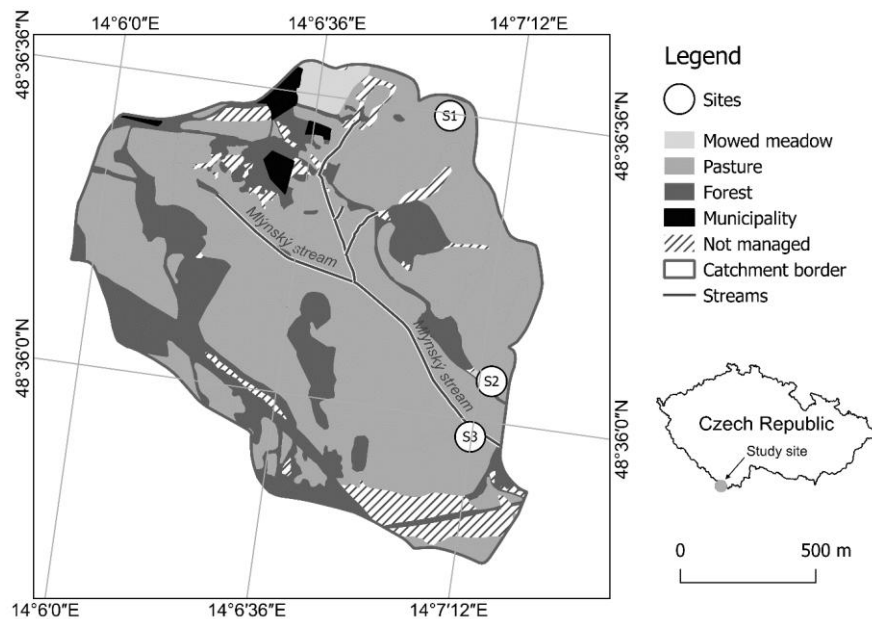 14°6'0"E 14°6'36"E 14°7'12"E
48°36'36"N
48°36'36"N
48°36'0"N
48°36'0"N
14°6'0"E 14°6'36"E 14°7'12"E
S1
S2
S3
Mlýnský stream
Mlýnský stream
Legend
Sites
Mowed meadow
Pasture
Forest
Municipality
Not managed
Catchment border
Streams
Czech Republic
Study site
0 500 m